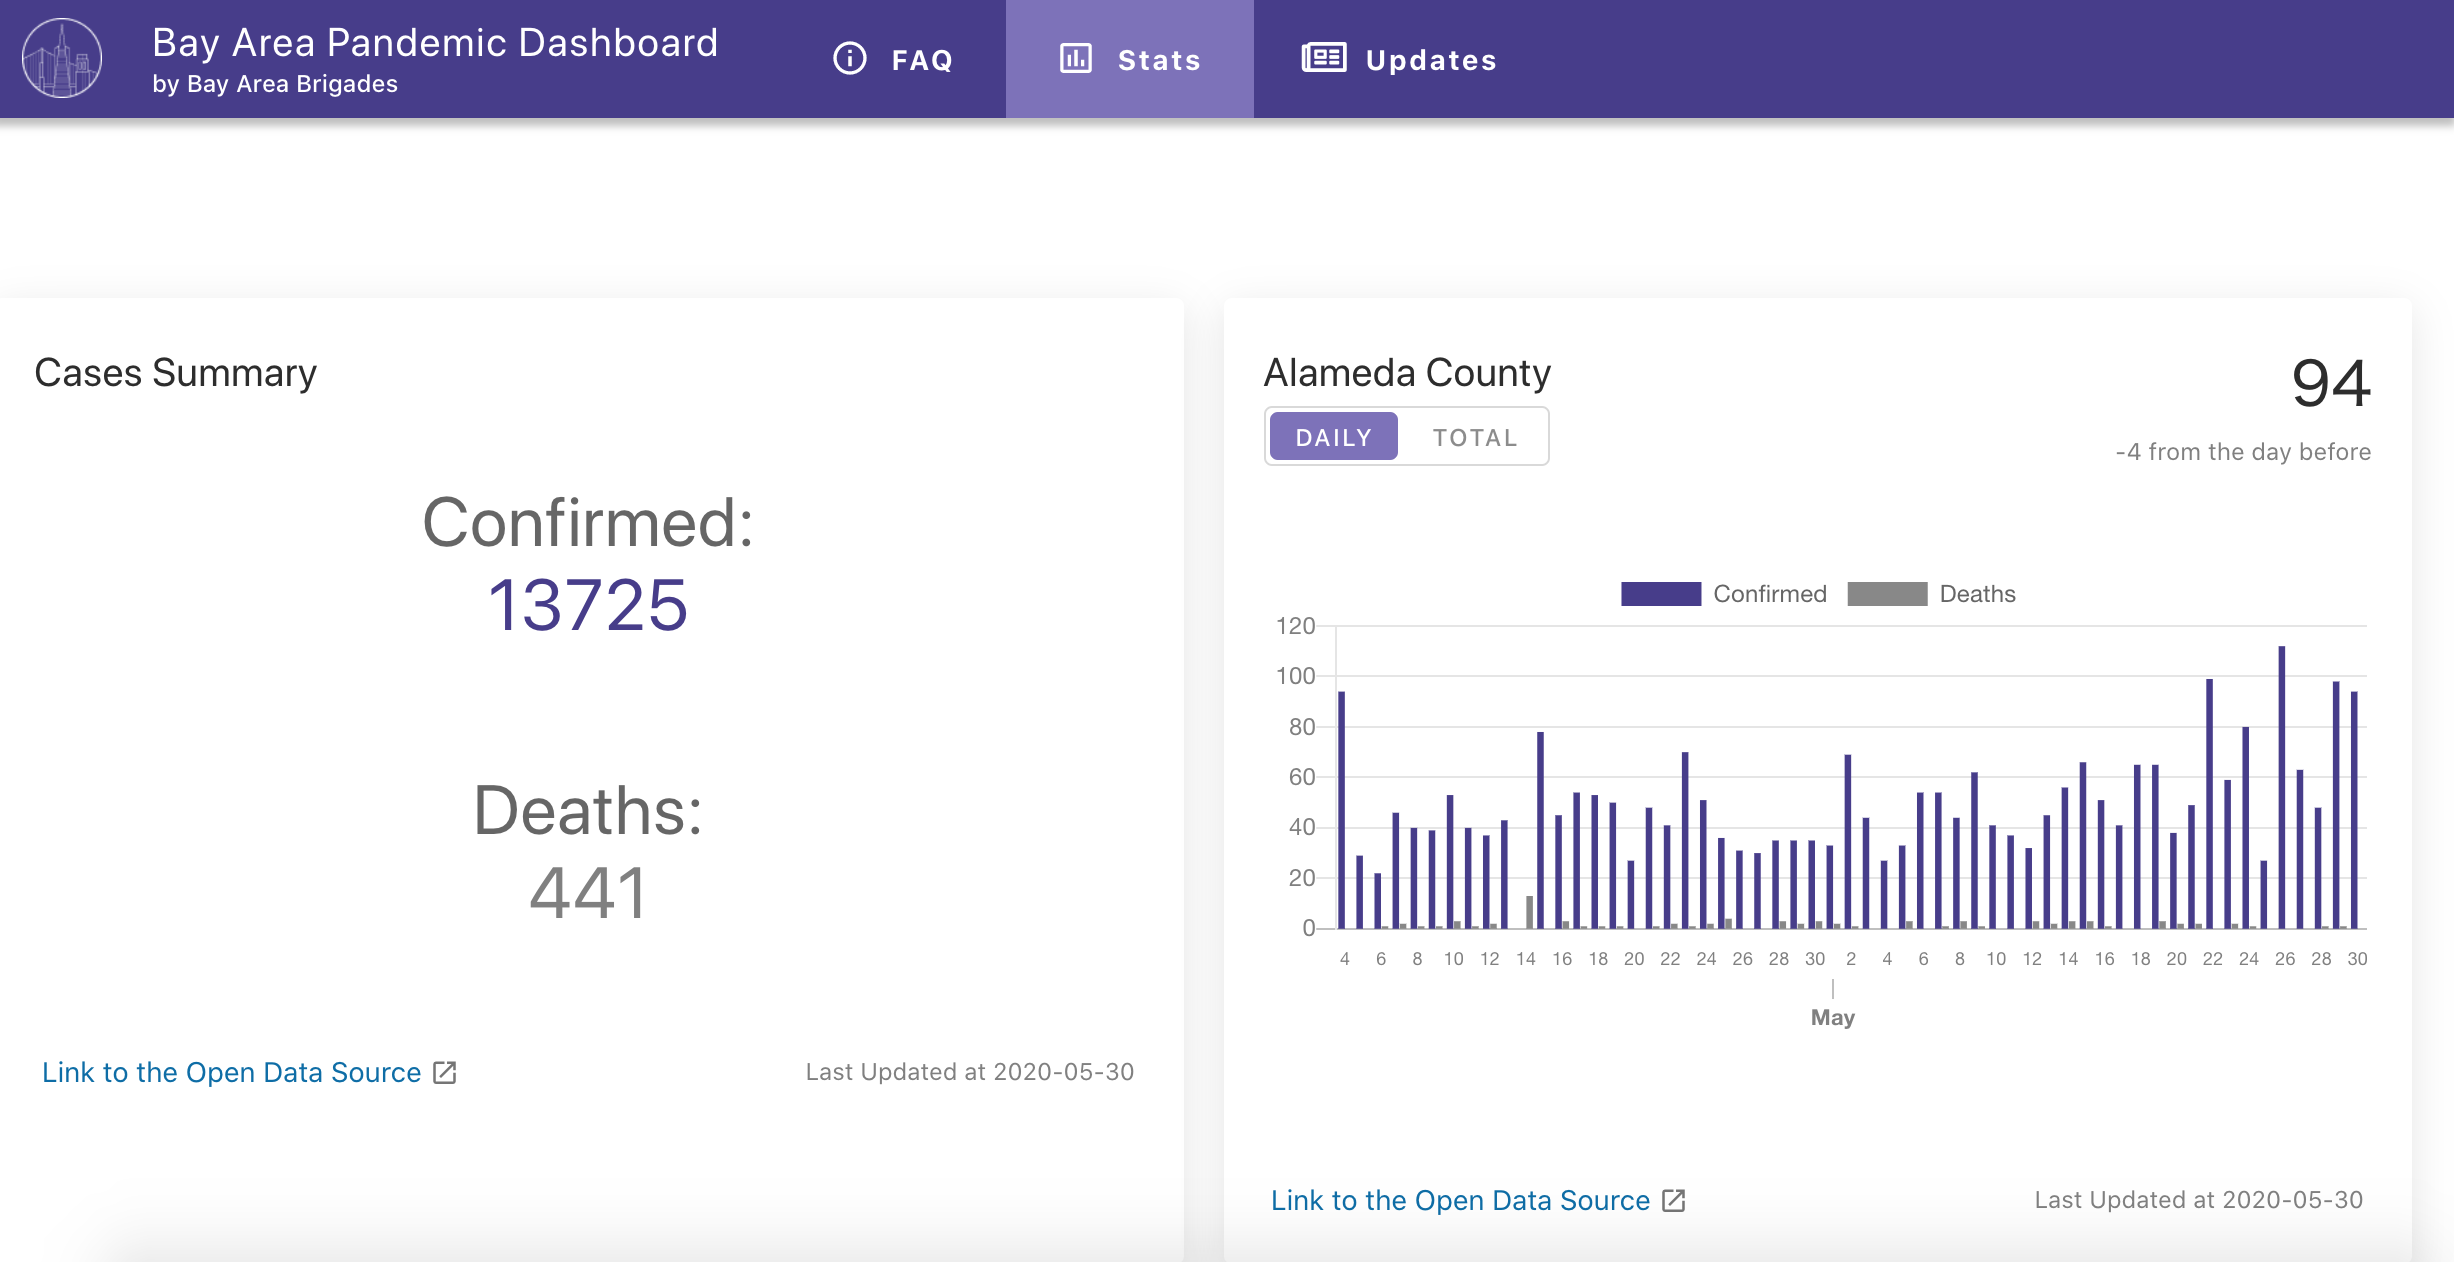 Bay Area Pandemic Dashboard
by Bay Area Brigades
FAQ
Stats
Updates
Cases Summary
Confirmed:
13725
Deaths:
441
Link to the Open Data Source
Last Updated at 2020-05-30
Alameda County
94
DAILY TOTAL
-4 from the day before
Confirmed Deaths
120
100
80
60
40
20
0
4 6 8 10 12 14 16 18 20 22 24 26 28 30 2 4 6 8 10 12 14 16 18 20 22 24 26 28 30
May
Link to the Open Data Source
Last Updated at 2020-05-30